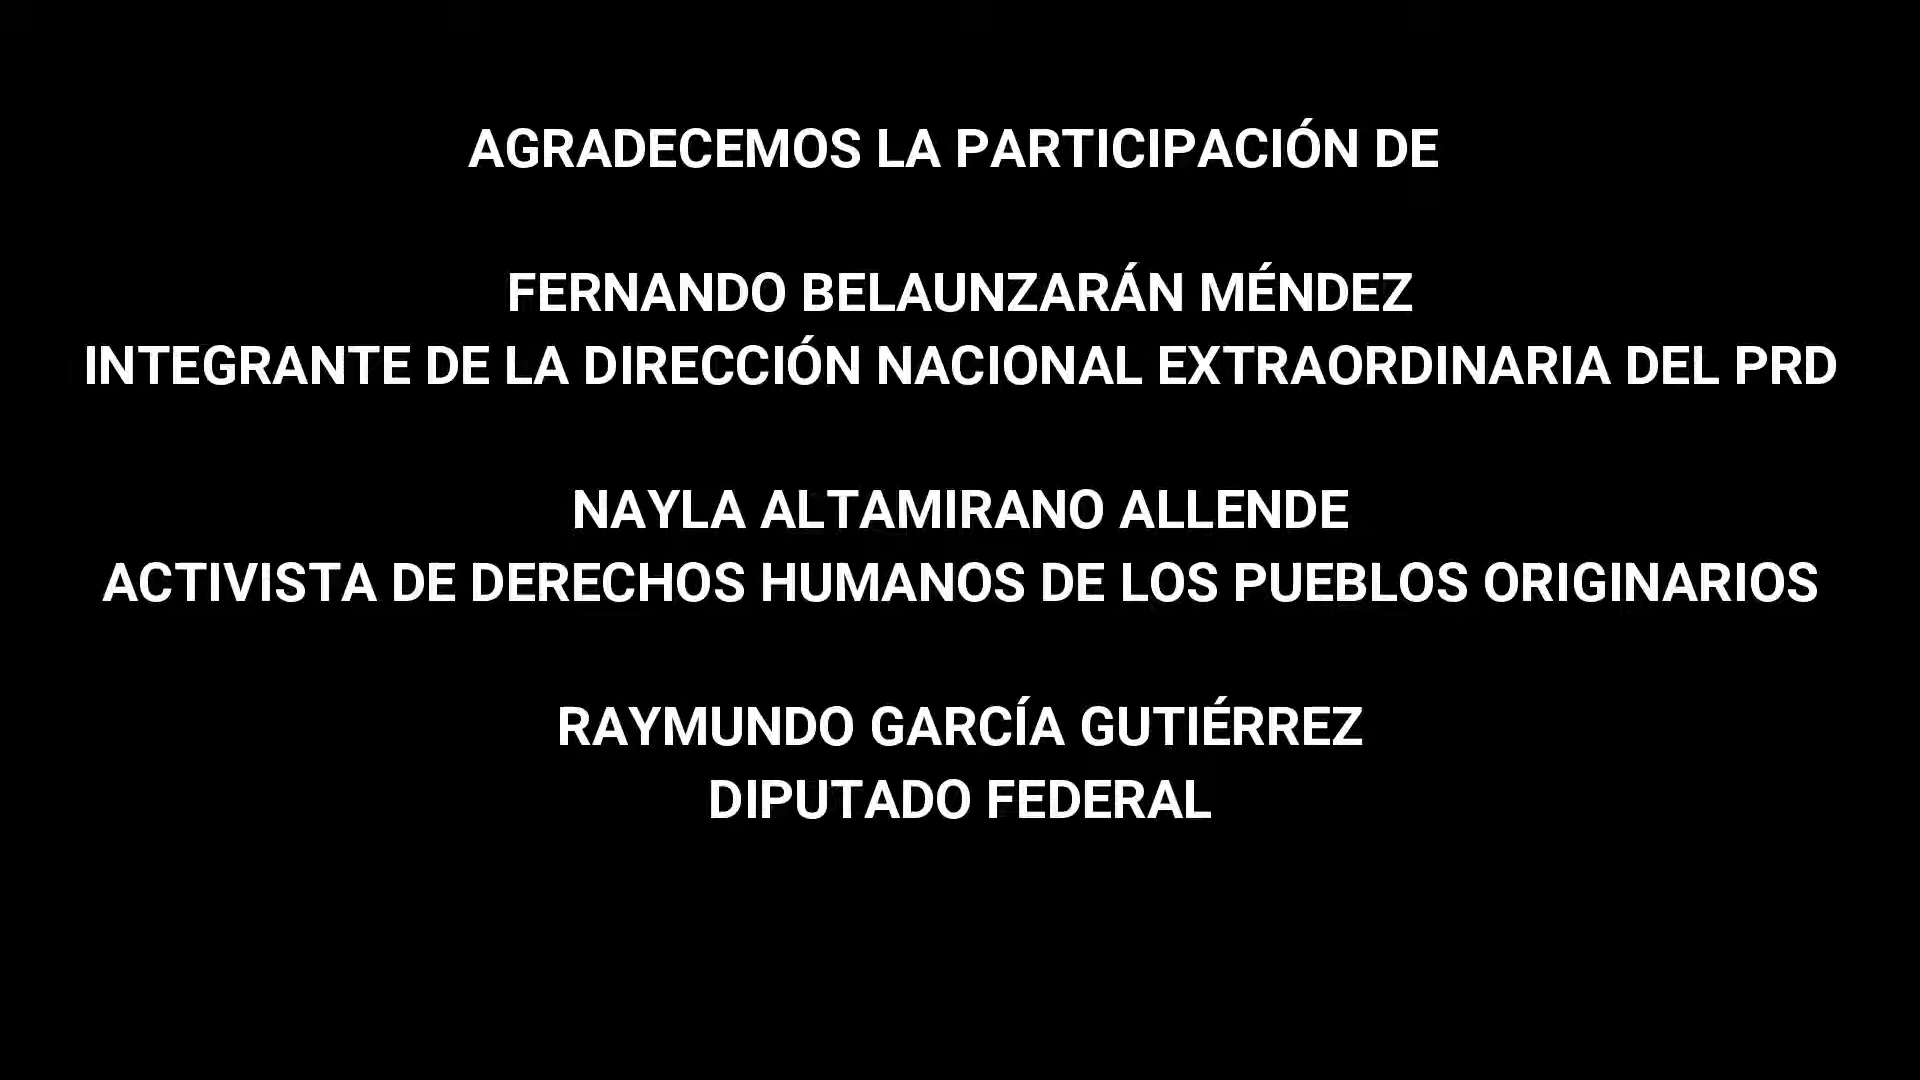 AGRADECEMOS LA PARTICIPACIÓN DE
FERNANDO BELAUNZARÁN MÉNDEZ
INTEGRANTE DE LA DIRECCIÓN NACIONAL EXTRAORDINARIA DEL PRD
NAYLA ALTAMIRANO ALLENDE
ACTIVISTA DE DERECHOS HUMANOS DE LOS PUEBLOS ORIGINARIOS
RAYMUNDO GARCÍA GUTIÉRREZ
DIPUTADO FEDERAL